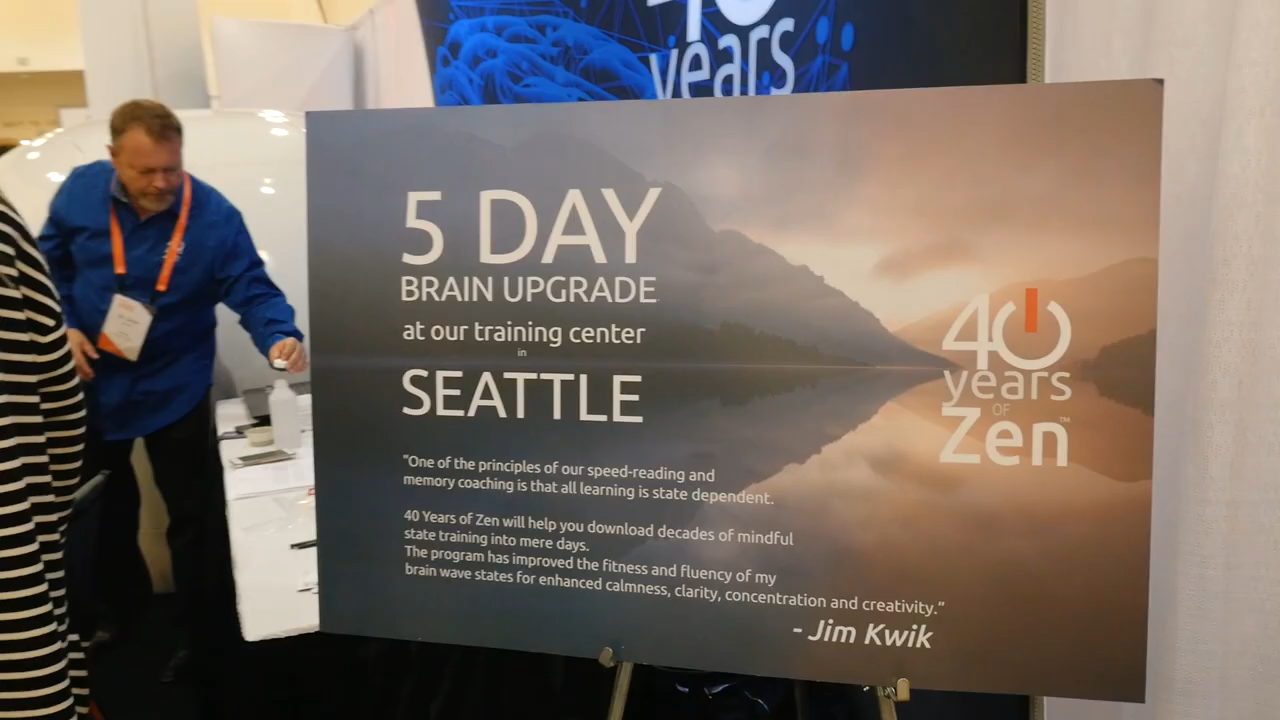 40
years
5 DAY
BRAIN UPGRADE
at our training center
in
SEATTLE
40
years
OF
Zen™
"One of the principles of our speed-reading and
memory coaching is that all learning is state dependent.
40 Years of Zen will help you download decades of mindful
state training into mere days.
The program has improved the fitness and fluency of my
brain wave states for enhanced calmness, clarity, concentration and creativity."
- Jim Kwik